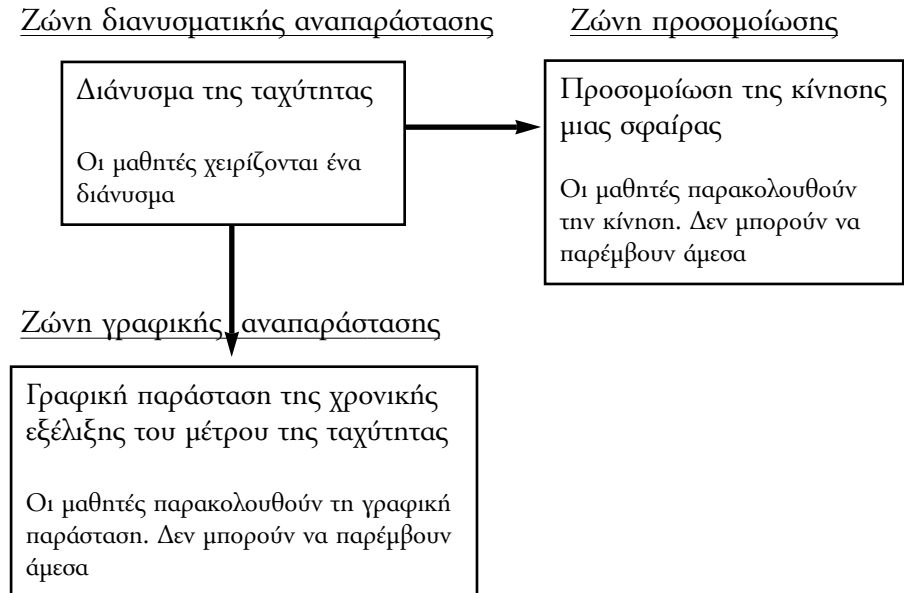 Ζώνη διανυσματικής αναπαράστασης
Διάνυσμα της ταχύτητας
Οι μαθητές χειρίζονται ένα
διάνυσμα
Ζώνη προσομοίωσης
Προσομοίωση της κίνησης
μιας σφαίρας
Οι μαθητές παρακολουθούν
την κίνηση. Δεν μπορούν να
παρέμβουν άμεσα
Ζώνη γραφικής αναπαράστασης
Γραφική παράσταση της χρονικής
εξέλιξης του μέτρου της ταχύτητας
Οι μαθητές παρακολουθούν τη γραφική
παράσταση. Δεν μπορούν να παρέμβουν
άμεσα